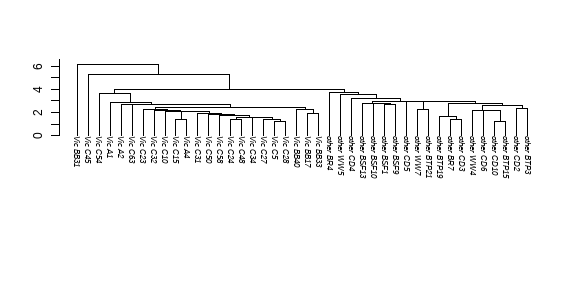 6
4
2
0
Vic BB31
Vic C45
Vic C54
Vic A1
Vic A2
Vic C63
Vic C23
Vic C32
Vic C10
Vic C15
Vic A4
Vic C31
Vic C50
Vic C58
Vic C24
Vic C48
Vic C34
Vic C27
Vic C5
Vic C28
Vic BB40
Vic BB17
Vic BB33
other BR4
other WW5
other CD4
other BSF13
other BSF10
other BSF1
other BSF9
other CD5
other WW7
other BTP21
other BTP19
other BR7
other CD3
other WW4
other CD6
other CD10
other BTP15
other CD2
other BTP3